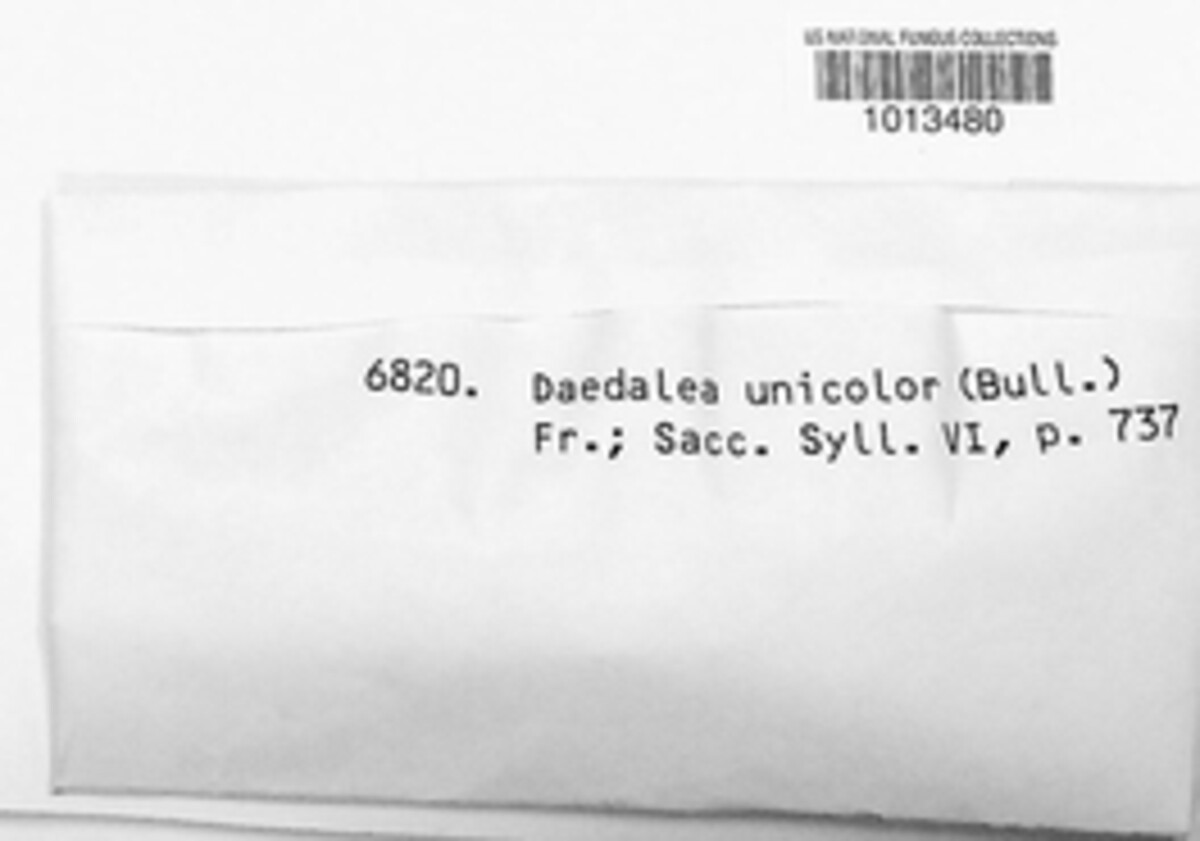 US NATIONAL FUNGUS COLLECTIONS
1013480
6820. Daedalea unicolor (Bull.)
Fr.; Sacc. Syll. VI, p. 737